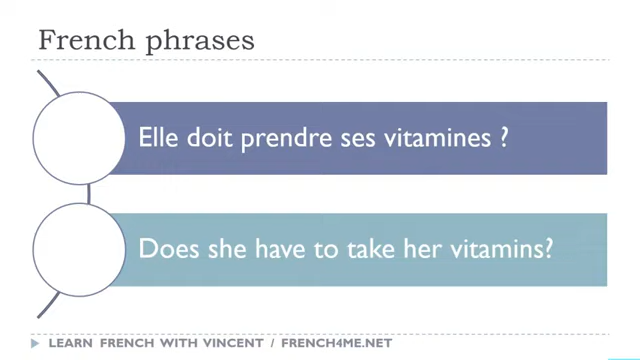 French phrases
Elle doit prendre ses vitamines ?
Does she have to take her vitamins?
LEARN FRENCH WITH VINCENT / FRENCH4ME.NET